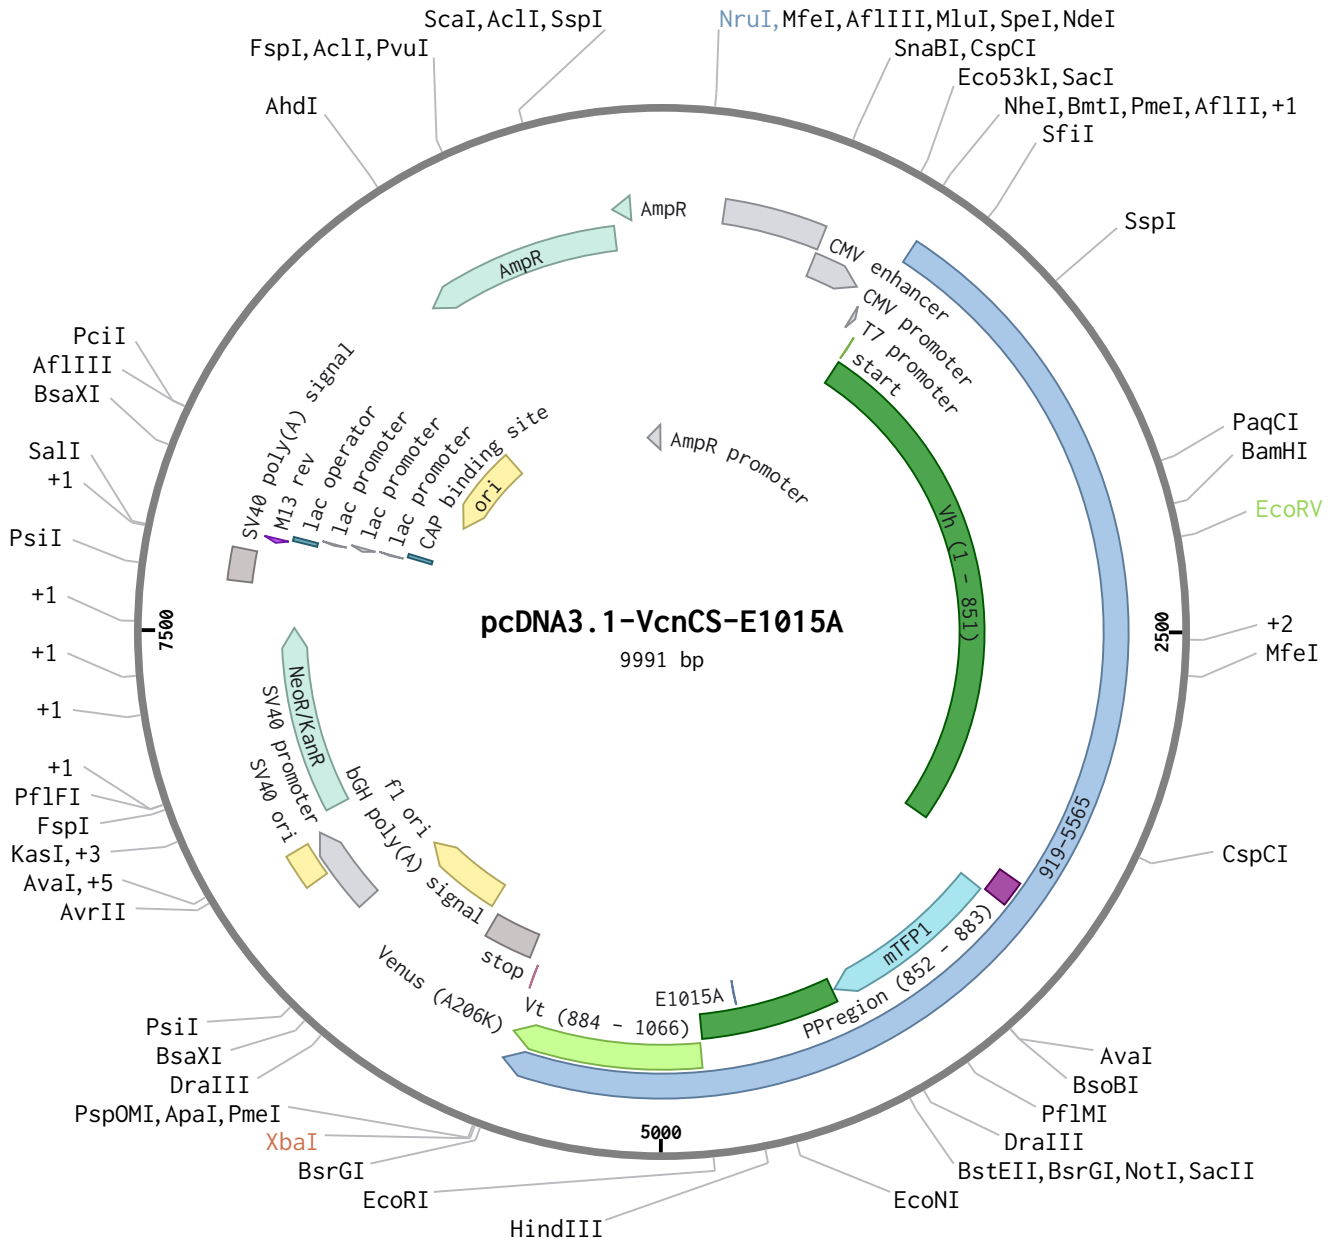 ScaI, AclI, SspI
NruI, MfeI, AflIII, MluI, SpeI, NdeI
FspI, AclI, PvuI
SnaBI, CspCI
Eco53kI, SacI
AhdI
NheI, BmtI, PmeI, AflII, +1
SfiI
SspI
AmpR
AmpR
CMV enhancer
CMV promoter
T7 promoter
start
PciI
AflIII
BsaXI
SalI
+1
PsiI
+1
+1
+1
+1
PflFI
FspI
KasI, +3
AvaI, +5
AvrII
SV40 poly(A) signal
M13 rev
lac operator
lac promoter
lac promoter
lac promoter
CAP binding site
ori
AmpR promoter
PaqCI
BamHI
EcoRV
+2
MfeI
CspCI
Vh (1 - 851)
pcDNA3.1-VcnCS-E1015A
9991 bp
7500
2500
5000
NeoR/KanR
SV40 promoter
SV40 ori
bGH poly(A) signal
f1 ori
919-5565
mTFP1
PPregion (852 - 883)
E1015A
stop
Vt (884 - 1066)
Venus (A206K)
PsiI
BsaXI
DraIII
PspOMI, ApaI, PmeI
XbaI
BsrGI
EcoRI
HindIII
AvaI
BsoBI
PflMI
DraIII
BstEII, BsrGI, NotI, SacII
EcoNI